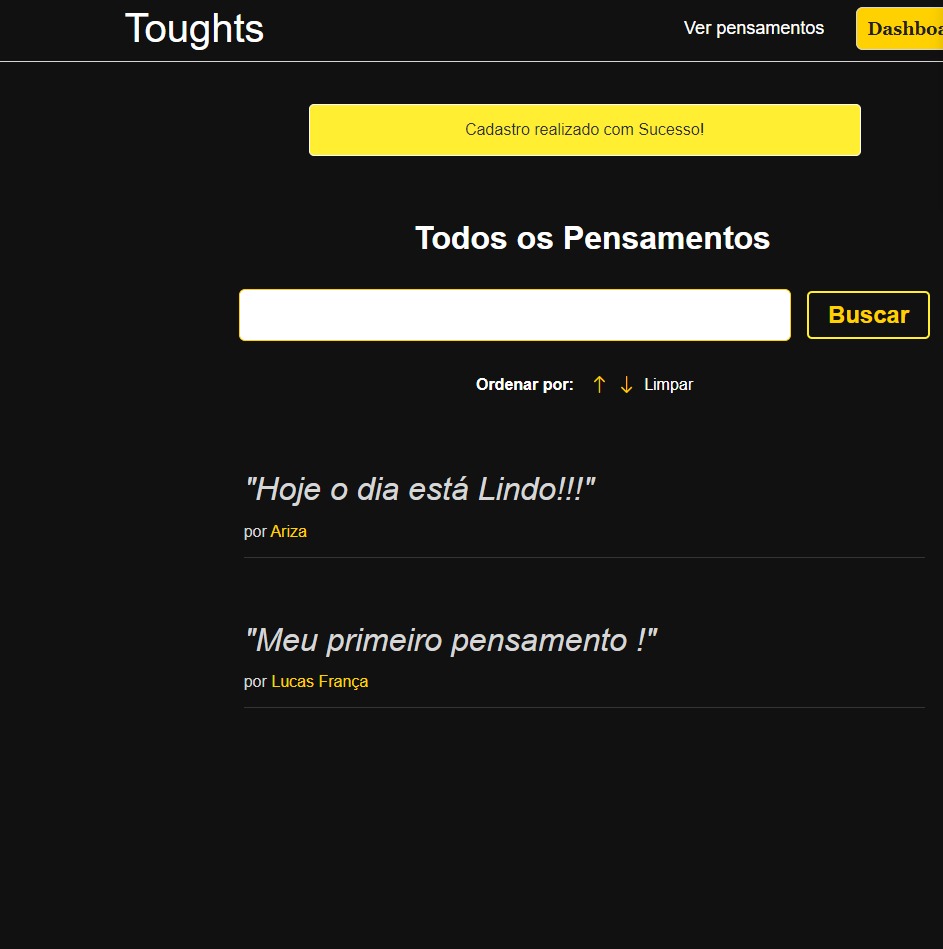 Toughts
Ver pensamentos
Cadastro realizado com Sucesso!
Todos os Pensamentos
Buscar
Ordenar por: ↑ ↓ Limpar
"Hoje o dia está Lindo!!!"
por Ariza
"Meu primeiro pensamento !"
por Lucas França